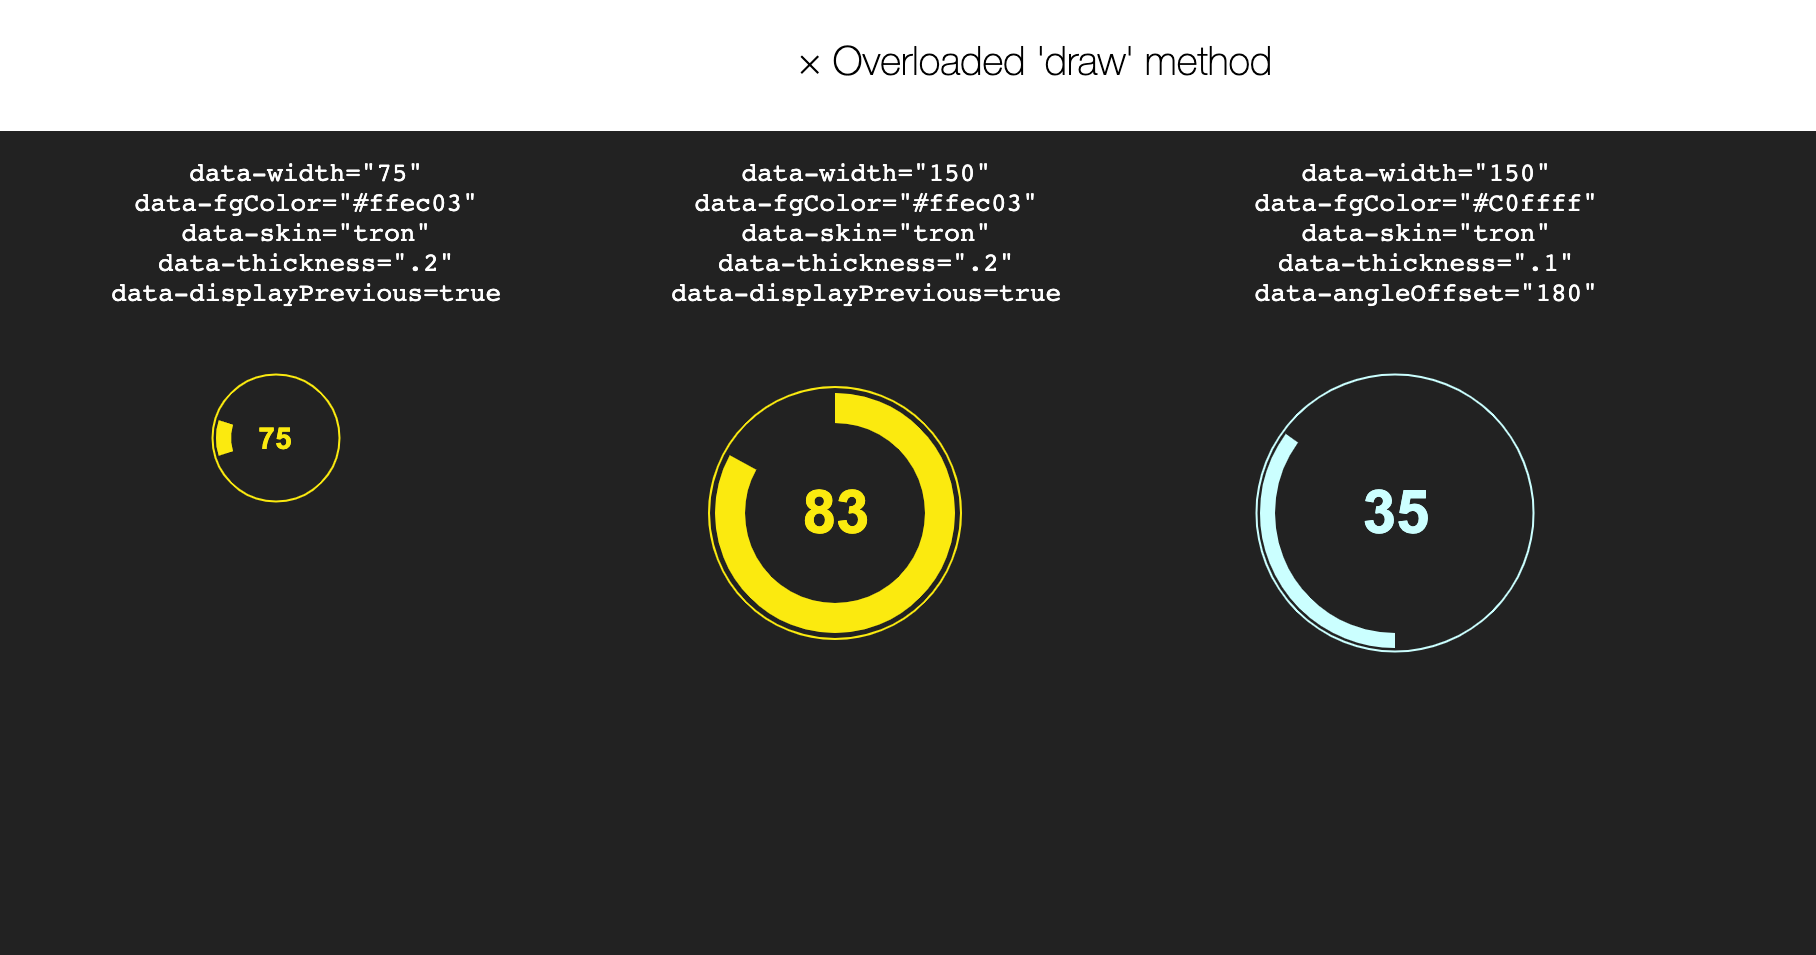 × Overloaded 'draw' method
data-width="75"
data-fgColor="#ffec03"
data-skin="tron"
data-thickness=".2"
data-displayPrevious=true
75
data-width="150"
data-fgColor="#ffec03"
data-skin="tron"
data-thickness=".2"
data-displayPrevious=true
83
data-width="150"
data-fgColor="#C0ffff"
data-skin="tron"
data-thickness=".1"
data-angleOffset="180"
35